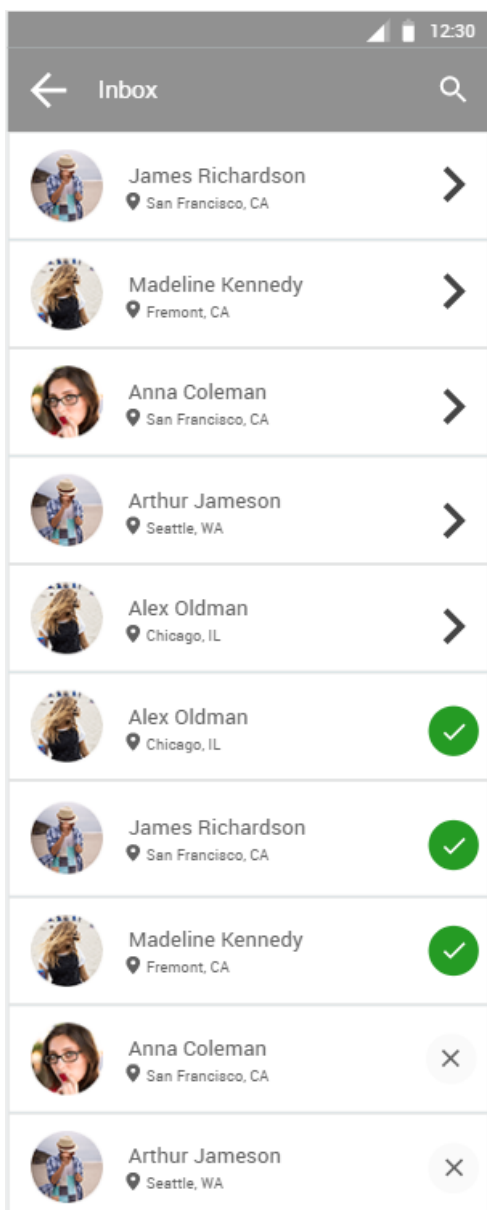 12:30
Inbox
James Richardson
San Francisco, CA
Madeline Kennedy
Fremont, CA
Anna Coleman
San Francisco, CA
Arthur Jameson
Seattle, WA
Alex Oldman
Chicago, IL
Alex Oldman
Chicago, IL
James Richardson
San Francisco, CA
Madeline Kennedy
Fremont, CA
Anna Coleman
San Francisco, CA
Arthur Jameson
Seattle, WA